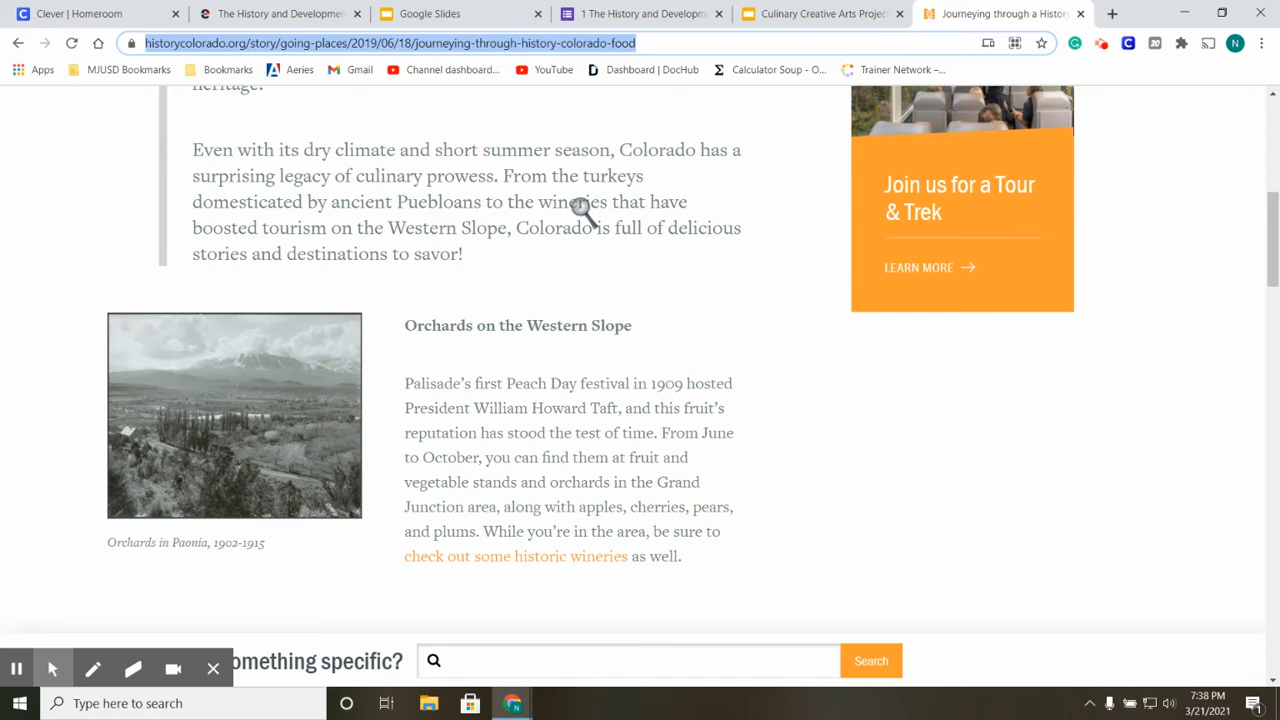 Clever | Homeroom
The History and Developmen
Google Slides
1 The History and Developm
Culinary Creative Arts Project
Journeying through a History
historycolorado.org/story/going-places/2019/06/18/journeying-through-history-colorado-food
Apps
MJUSD Bookmarks
Bookmarks
Aeries
Gmail
Channel dashboard...
YouTube
Dashboard | DocHub
Calculator Soup - O...
Trainer Network –...
heritage.
Even with its dry climate and short summer season, Colorado has a
surprising legacy of culinary prowess. From the turkeys
domesticated by ancient Puebloans to the wineries that have
boosted tourism on the Western Slope, Colorado is full of delicious
stories and destinations to savor!
Join us for a Tour
& Trek
LEARN MORE
Orchards on the Western Slope
Palisade’s first Peach Day festival in 1909 hosted
President William Howard Taft, and this fruit’s
reputation has stood the test of time. From June
to October, you can find them at fruit and
vegetable stands and orchards in the Grand
Junction area, along with apples, cherries, pears,
and plums. While you’re in the area, be sure to
check out some historic wineries as well.
Orchards in Paonia, 1902-1915
omething specific?
Search
Type here to search
7:38 PM
3/21/2021